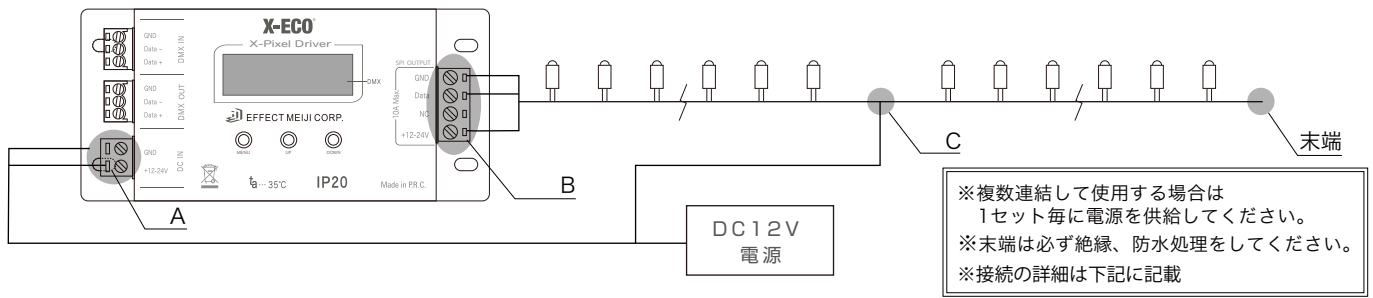 X-ECO®
X-Pixel Driver
GND
Data -
Data +
DMX IN
GND
Data -
Data +
DMX OUT
GND
+12-24V
DC IN
DMX
EFFECT MEIJI CORP.
MENU
UP
DOWN
ta… 35℃
IP20
Made in P.R.C.
SPI OUTPUT
10A Max.
GND
Data
NC
+12-24V
A
B
C
末端
DC12V
電源
※複数連結して使用する場合は
1セット毎に電源を供給してください。
※末端は必ず絶縁、防水処理をしてください。
※接続の詳細は下記に記載